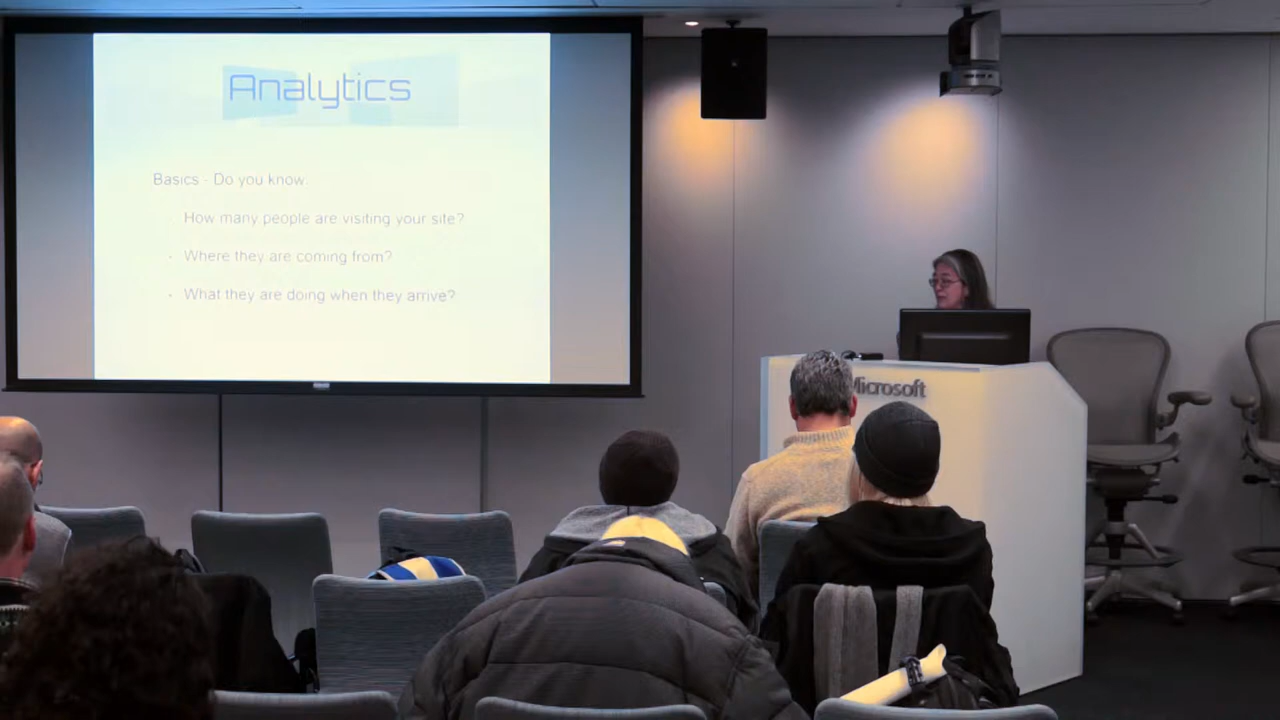 Analytics
Basics - Do you know.
How many people are visiting your site?
Where they are coming from?
What they are doing when they arrive?
Microsoft